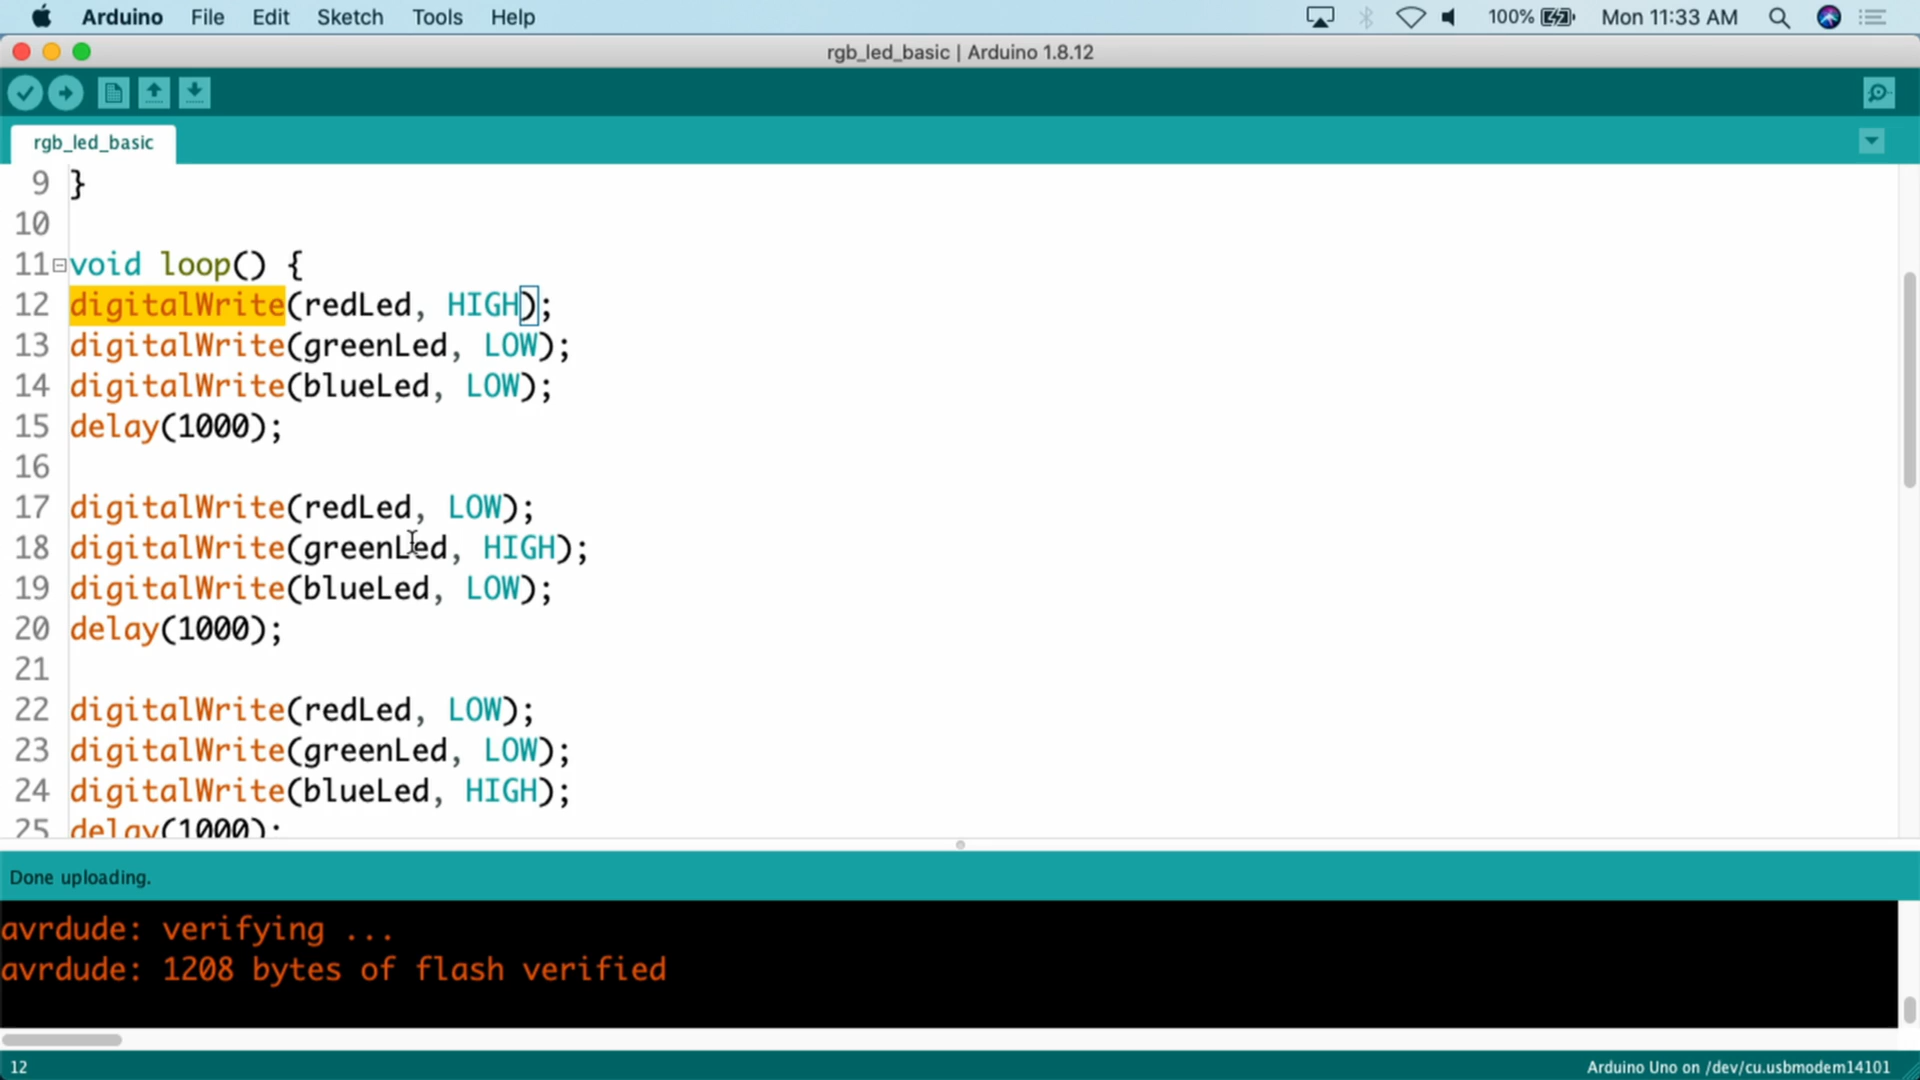 Arduino File Edit Sketch Tools Help 100% Mon 11:33 AM
rgb_led_basic | Arduino 1.8.12
rgb_led_basic
9 }
10
11 void loop() {
12 digitalWrite(redLed, HIGH);
13 digitalWrite(greenLed, LOW);
14 digitalWrite(blueLed, LOW);
15 delay(1000);
16
17 digitalWrite(redLed, LOW);
18 digitalWrite(greenLed, HIGH);
19 digitalWrite(blueLed, LOW);
20 delay(1000);
21
22 digitalWrite(redLed, LOW);
23 digitalWrite(greenLed, LOW);
24 digitalWrite(blueLed, HIGH);
25 delay(1000);
Done uploading.
avrdude: verifying ...
avrdude: 1208 bytes of flash verified
12 Arduino Uno on /dev/cu.usbmodem14101